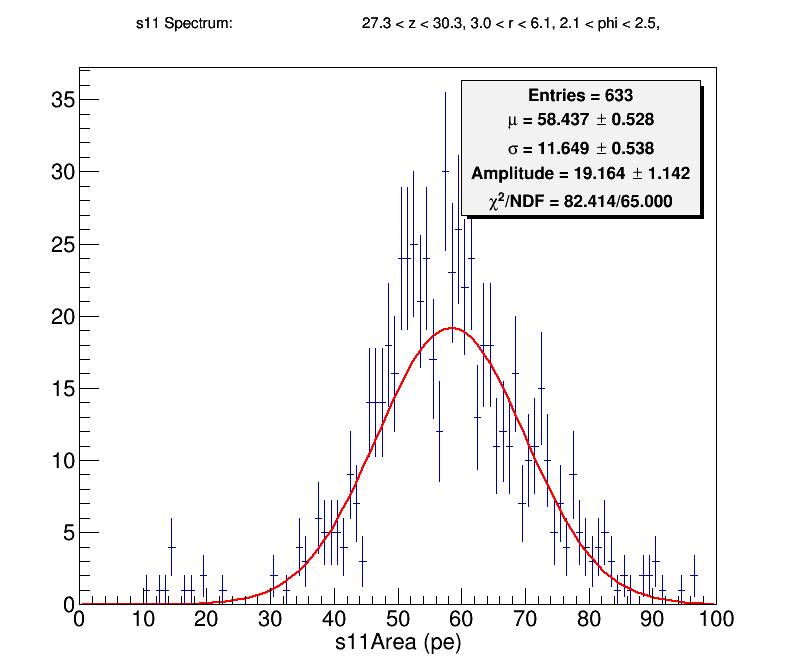 s11 Spectrum: 27.3 < z < 30.3, 3.0 < r < 6.1, 2.1 < phi < 2.5,
Entries = 633
μ = 58.437 ± 0.528
σ = 11.649 ± 0.538
Amplitude = 19.164 ± 1.142
χ²/NDF = 82.414/65.000
35
30
25
20
15
10
5
0
0 10 20 30 40 50 60 70 80 90 100
s11Area (pe)